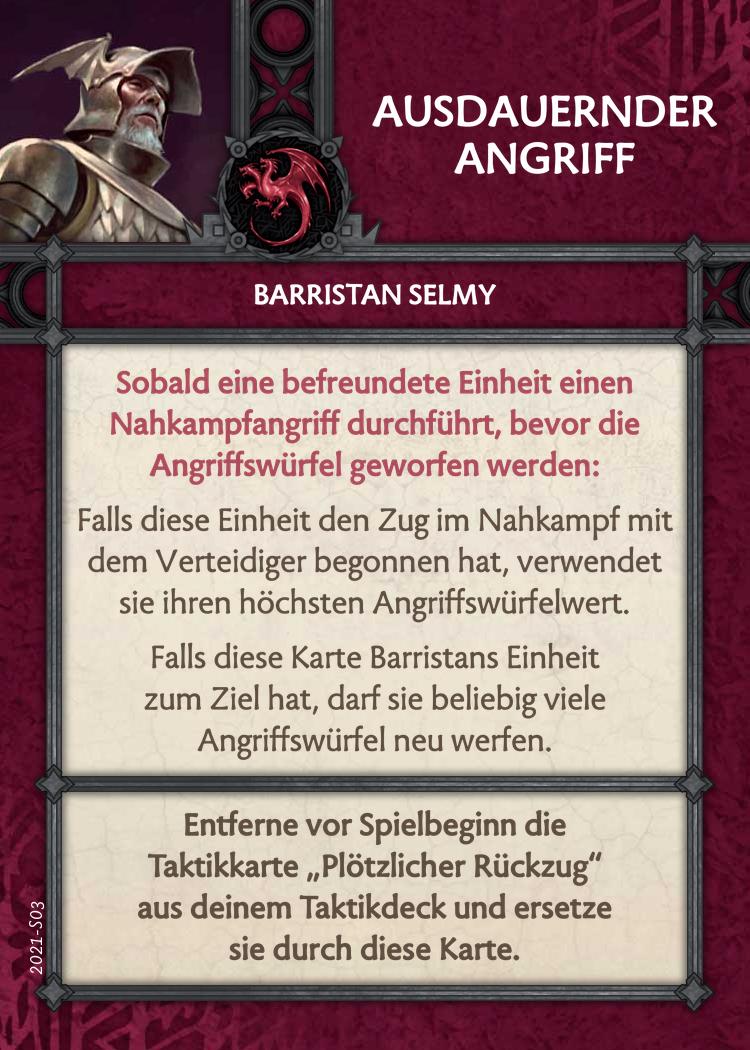 AUSDAUERNDER
ANGRIFF
BARRISTAN SELMY
Sobald eine befreundete Einheit einen
Nahkampfangriff durchführt, bevor die
Angriffswürfel geworfen werden:
Falls diese Einheit den Zug im Nahkampf mit
dem Verteidiger begonnen hat, verwendet
sie ihren höchsten Angriffswürfelwert.
Falls diese Karte Barristans Einheit
zum Ziel hat, darf sie beliebig viele
Angriffswürfel neu werfen.
Entferne vor Spielbeginn die
Taktikkarte „Plötzlicher Rückzug“
aus deinem Taktikdeck und ersetze
sie durch diese Karte.
2021-S03